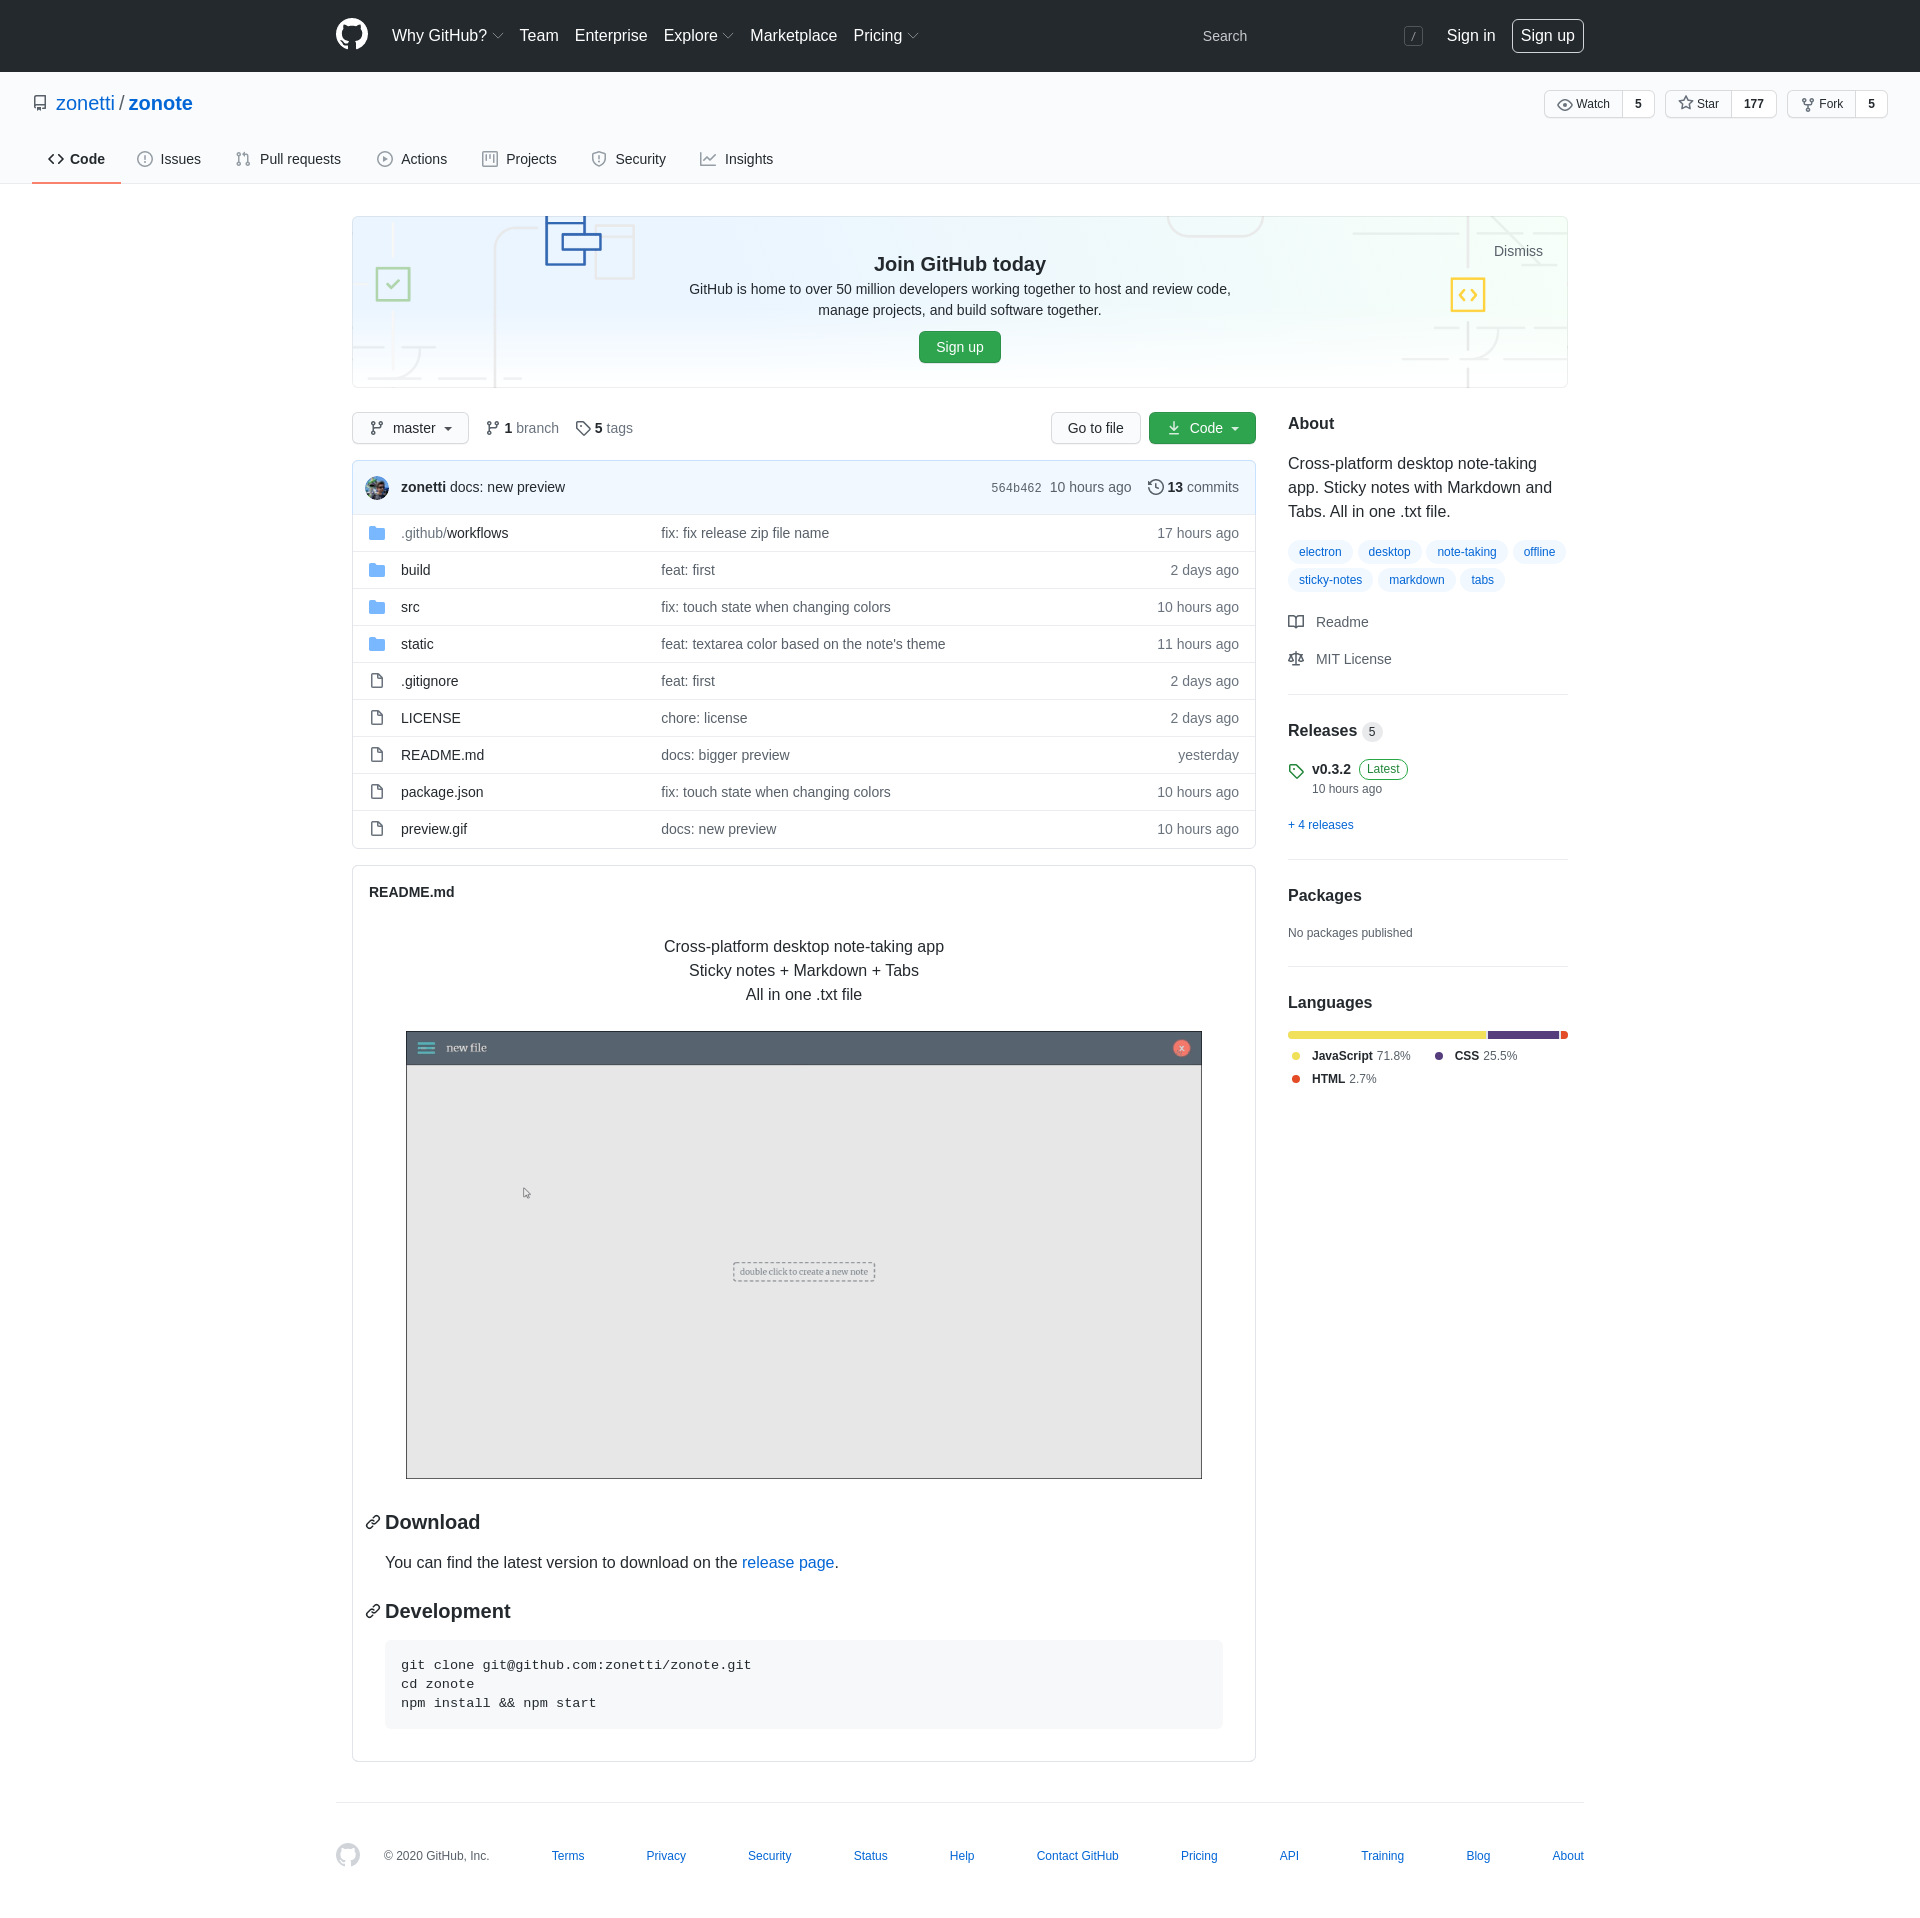 Why GitHub? Team Enterprise Explore Marketplace Pricing Search / Sign in Sign up
zonetti / zonote Watch 5 Star 177 Fork 5
Code Issues Pull requests Actions Projects Security Insights
Dismiss
Join GitHub today
GitHub is home to over 50 million developers working together to host and review code,
manage projects, and build software together.
Sign up
master 1 branch 5 tags Go to file Code
zonetti docs: new preview 564b462 10 hours ago 13 commits
.github/workflows fix: fix release zip file name 17 hours ago
build feat: first 2 days ago
src fix: touch state when changing colors 10 hours ago
static feat: textarea color based on the note's theme 11 hours ago
.gitignore feat: first 2 days ago
LICENSE chore: license 2 days ago
README.md docs: bigger preview yesterday
package.json fix: touch state when changing colors 10 hours ago
preview.gif docs: new preview 10 hours ago
README.md
Cross-platform desktop note-taking app
Sticky notes + Markdown + Tabs
All in one .txt file
new file x
double click to create a new note
Download
You can find the latest version to download on the release page.
Development
git clone git@github.com:zonetti/zonote.git
cd zonote
npm install && npm start
About
Cross-platform desktop note-taking
app. Sticky notes with Markdown and
Tabs. All in one .txt file.
electron desktop note-taking offline
sticky-notes markdown tabs
Readme
MIT License
Releases 5
v0.3.2 Latest
10 hours ago
+ 4 releases
Packages
No packages published
Languages
JavaScript 71.8% CSS 25.5%
HTML 2.7%
© 2020 GitHub, Inc. Terms Privacy Security Status Help Contact GitHub Pricing API Training Blog About